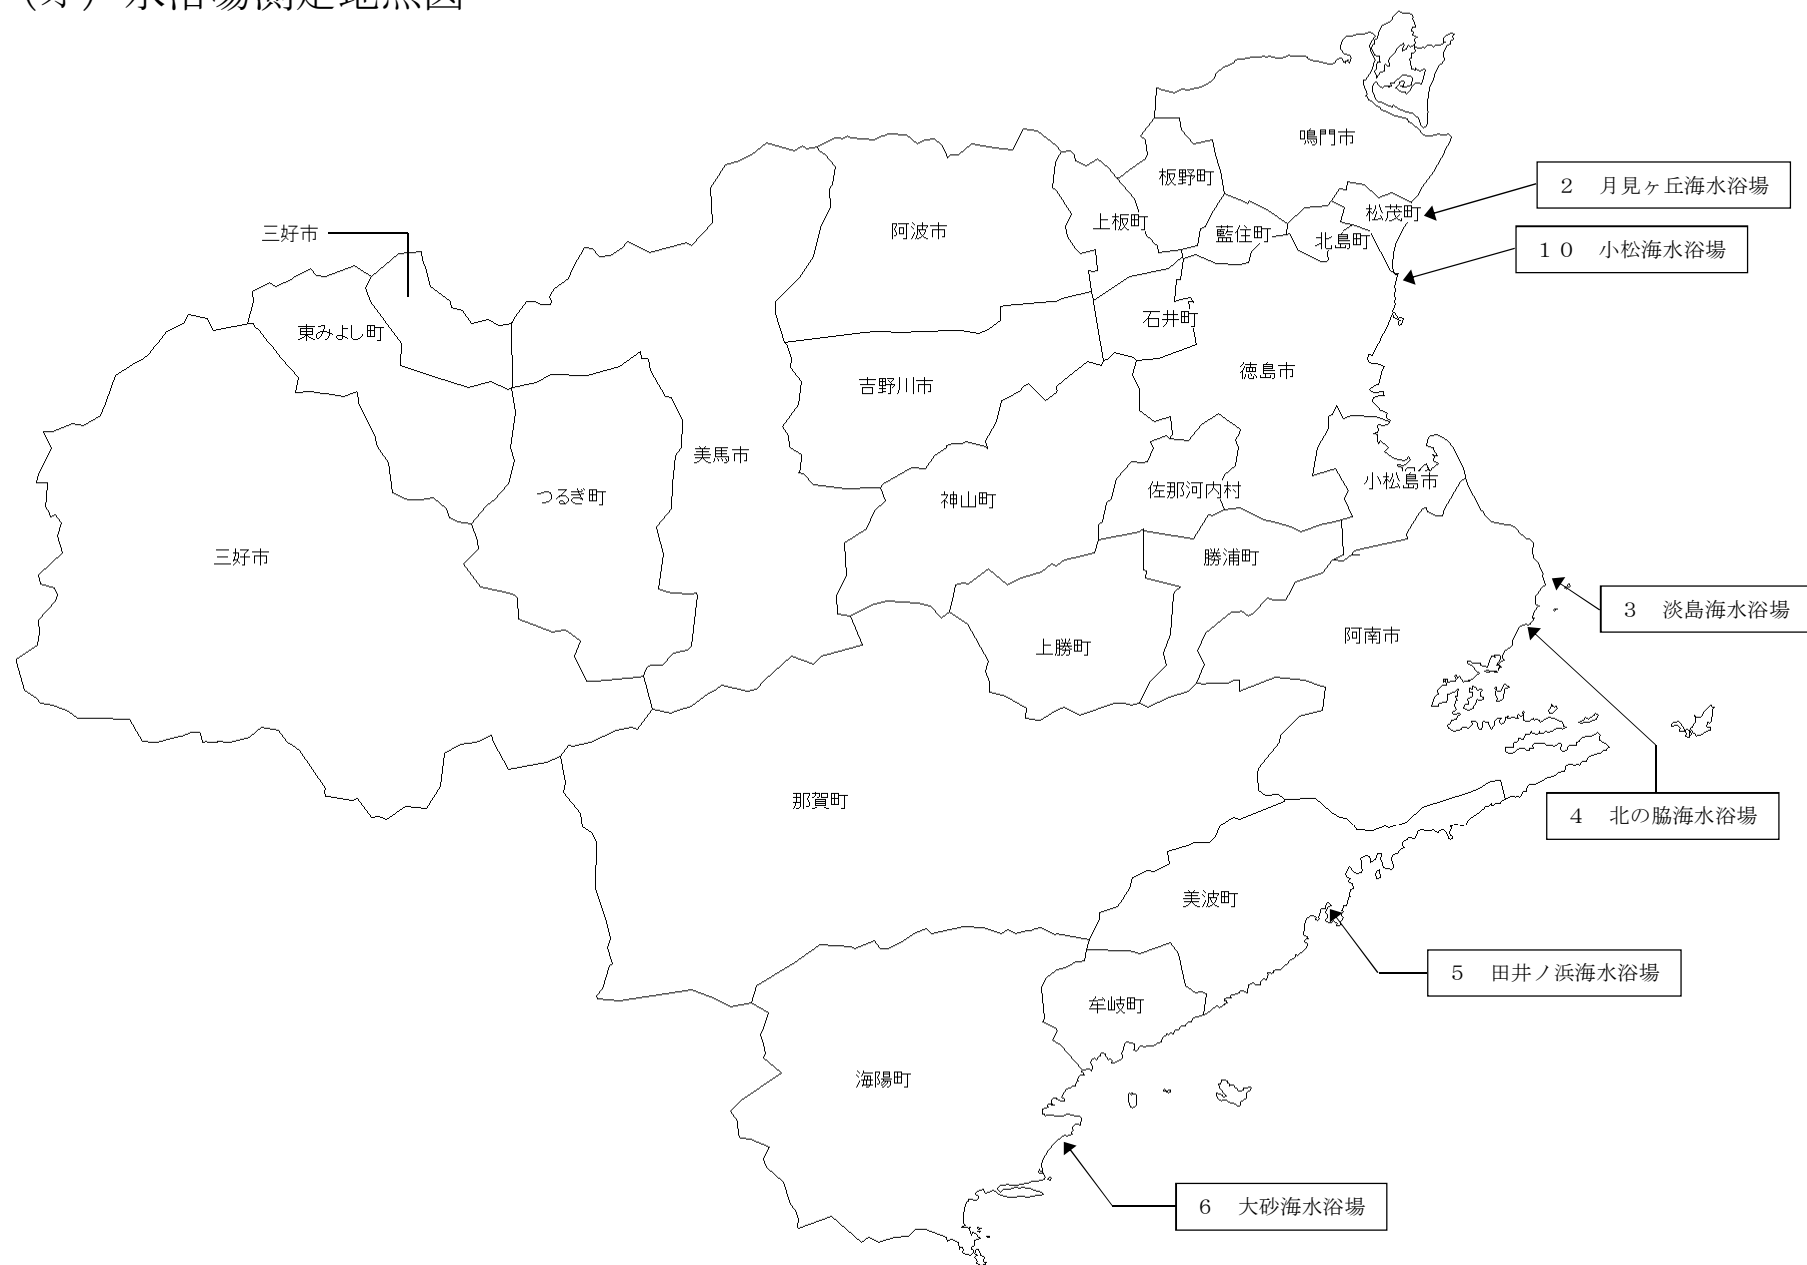 （オ）水浴場測定地点図
鳴門市
板野町
2　月見ヶ丘海水浴場
松茂町
上板町
阿波市
三好市
藍住町
北島町
10　小松海水浴場
石井町
東みよし町
徳島市
吉野川市
美馬市
小松島市
佐那河内村
つるぎ町
神山町
三好市
勝浦町
3　淡島海水浴場
阿南市
上勝町
那賀町
4　北の脇海水浴場
美波町
5　田井ノ浜海水浴場
牟岐町
海陽町
6　大砂海水浴場